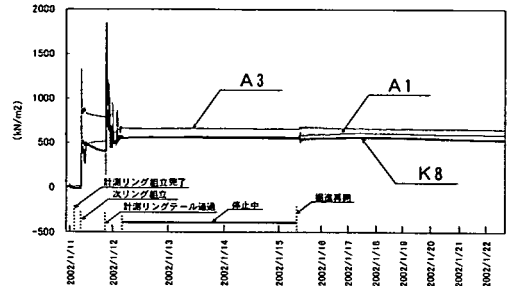 2000
1500
1000
500
0
-500
(kN/m2)
A3
A1
K8
計測リング組立完了
次リング組立
計測リングテール通過
停止中
掘進再開
2002/1/11
2002/1/12
2002/1/13
2002/1/14
2002/1/15
2002/1/16
2002/1/17
2002/1/18
2002/1/19
2002/1/20
2002/1/21
2002/1/22